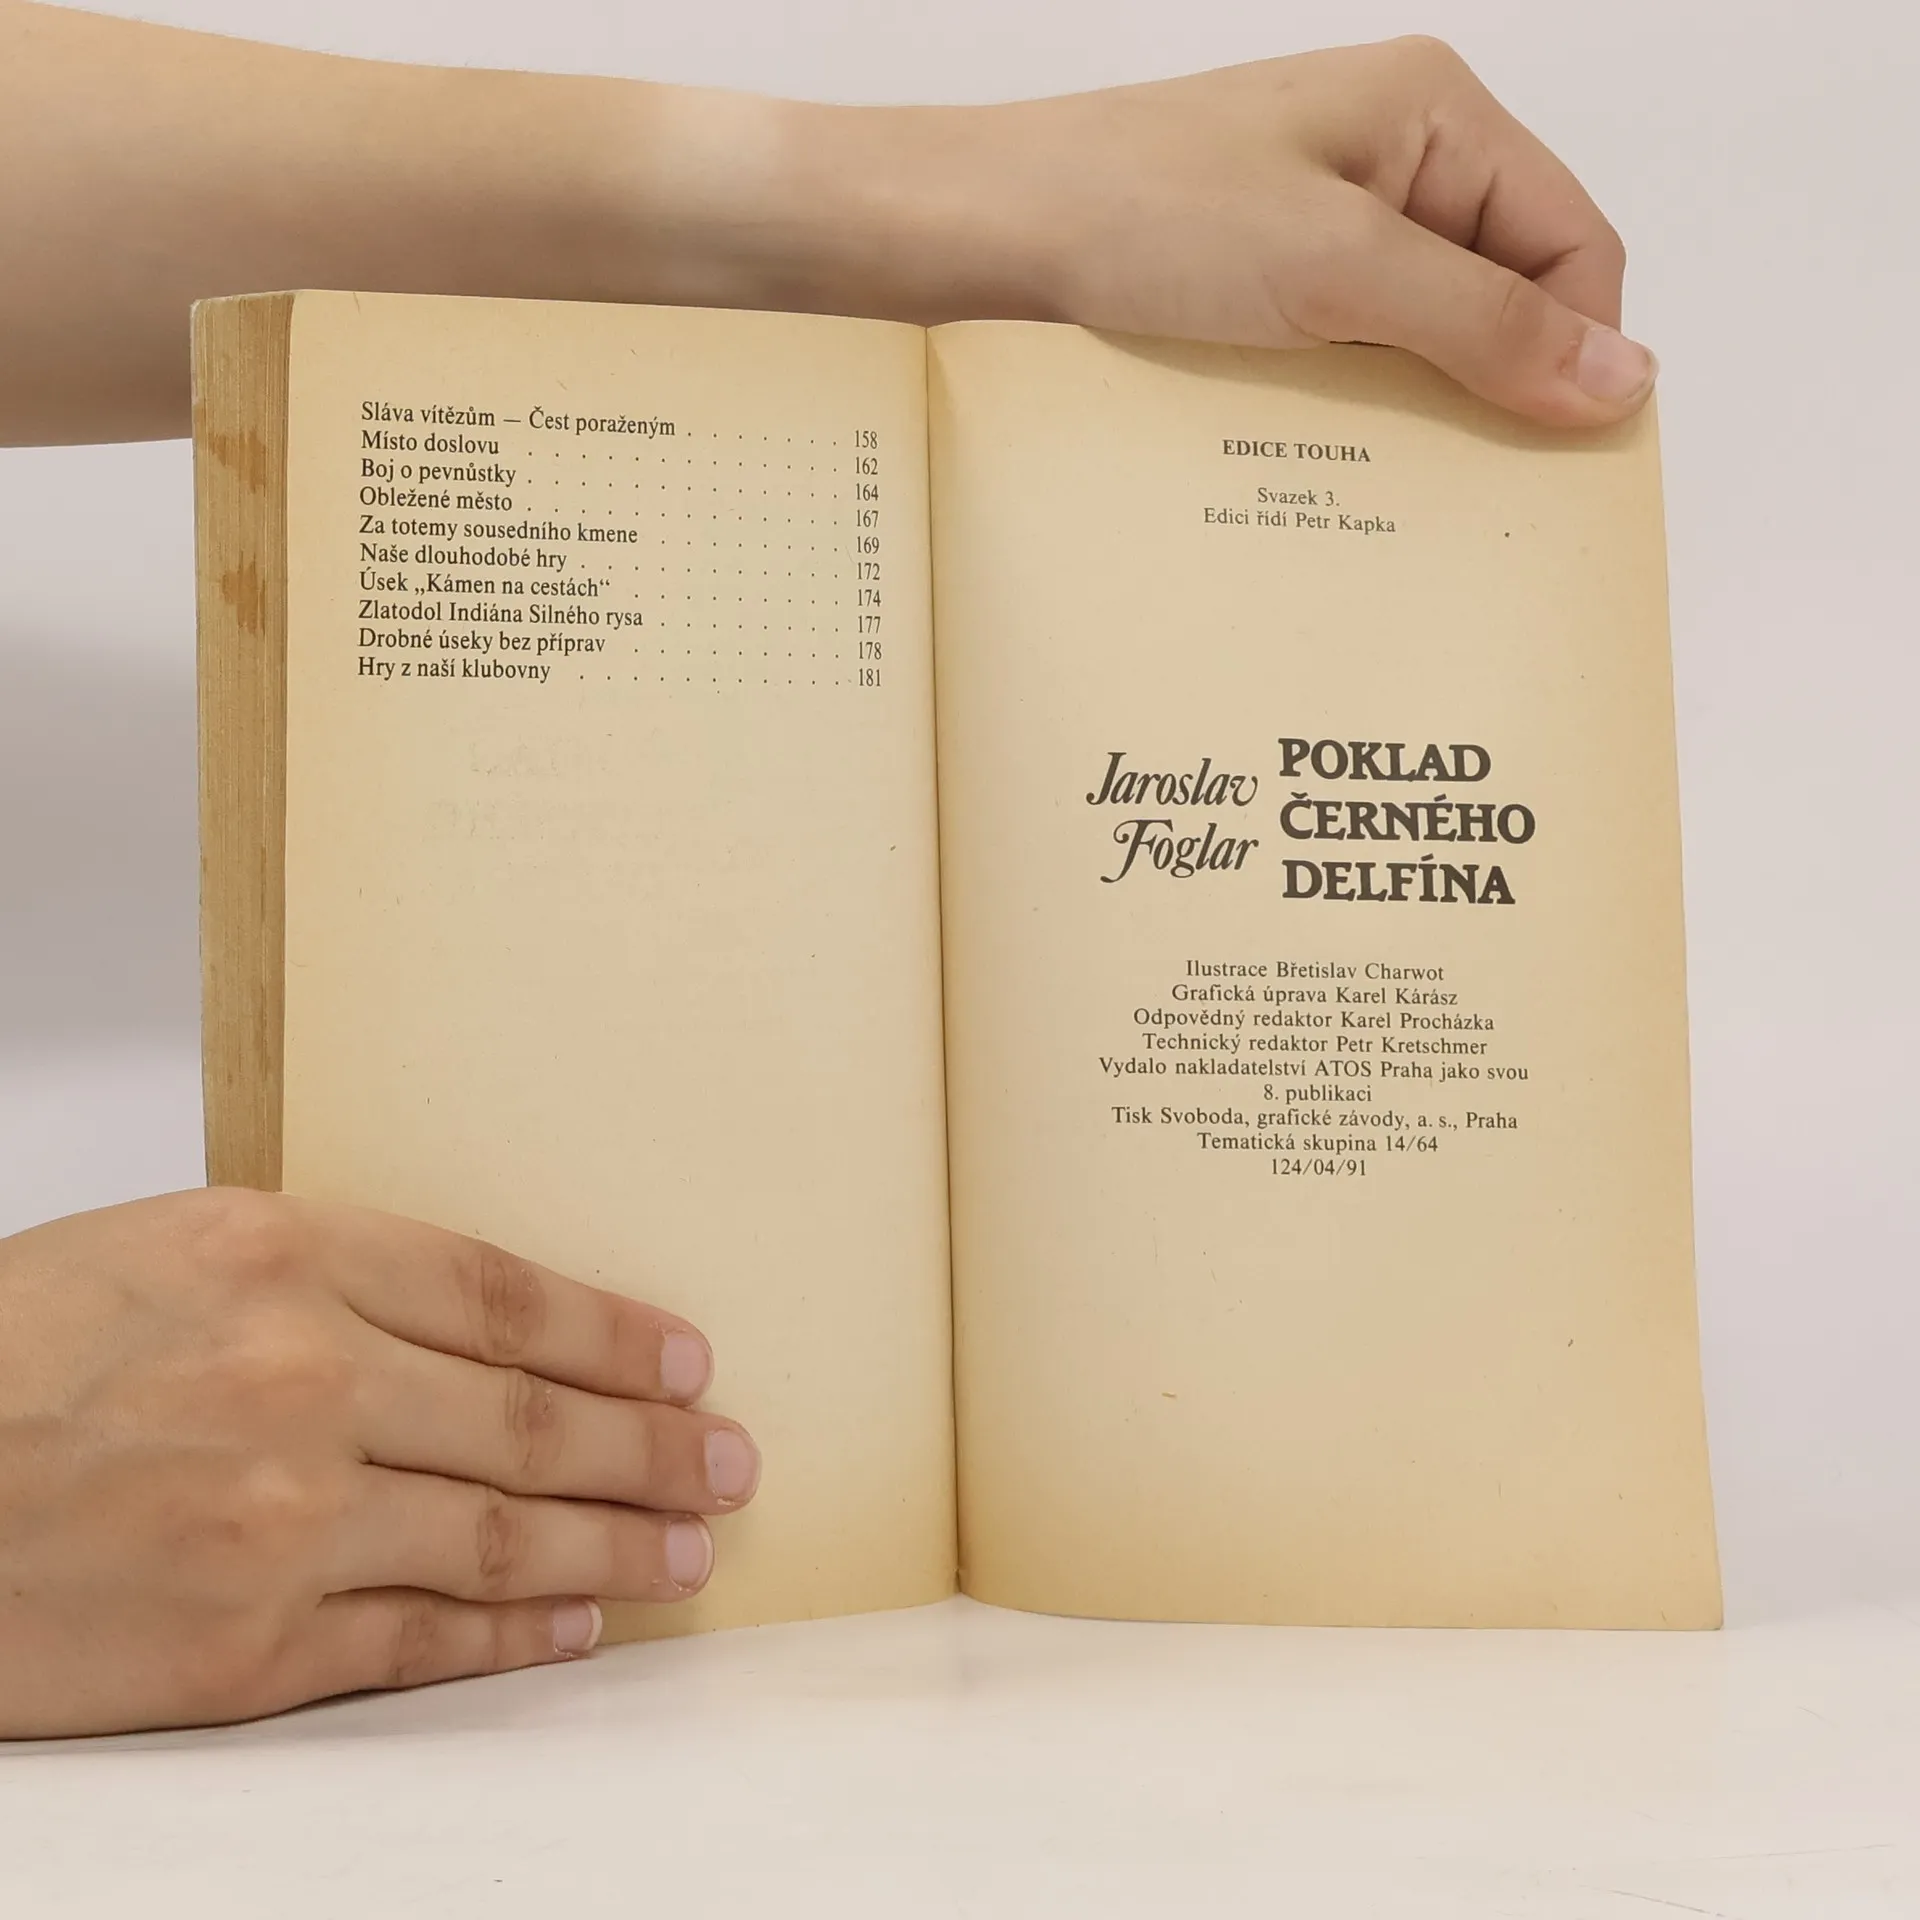 Sláva vítězům — Čest poraženým . . . . . . . 158
Místo doslovu . . . . . . . . . . . . . 162
Boj o pevnůstky . . . . . . . . . . . . 164
Obležené město . . . . . . . . . . . . . 167
Za totemy sousedního kmene . . . . . . . . 169
Naše dlouhodobé hry . . . . . . . . . . . 172
Úsek „Kámen na cestách“ . . . . . . . . . 174
Zlatodol Indiána Silného rysa . . . . . . . . 177
Drobné úseky bez příprav . . . . . . . . . 178
Hry z naší klubovny . . . . . . . . . . . 181
EDICE TOUHA
Svazek 3.
Edici řídí Petr Kapka
Jaroslav
Foglar
POKLAD
ČERNÉHO
DELFÍNA
Ilustrace Břetislav Charwot
Grafická úprava Karel Kárász
Odpovědný redaktor Karel Procházka
Technický redaktor Petr Kretschmer
Vydalo nakladatelství ATOS Praha jako svou
8. publikaci
Tisk Svoboda, grafické závody, a. s., Praha
Tematická skupina 14/64
124/04/91